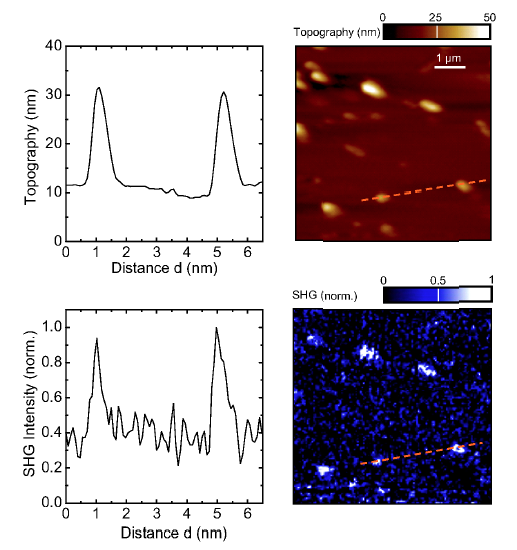 Topography (nm)
0 25 50
1 µm
40
30
20
10
0
Topography (nm)
0 1 2 3 4 5 6
Distance d (nm)
SHG (norm.)
0 0.5 1
1.0
0.8
0.6
0.4
0.2
0.0
SHG Intensity (norm.)
0 1 2 3 4 5 6
Distance d (nm)